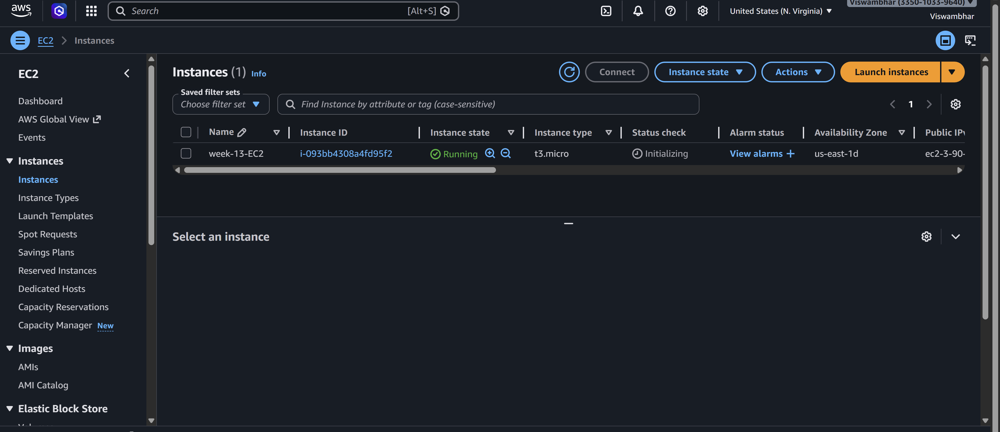 aws
Search [Alt+S]
United States (N. Virginia)
Viswambhar (3350-1033-9640)
Viswambhar
EC2 Instances
EC2
Dashboard
AWS Global View
Events
Instances
Instances
Instance Types
Launch Templates
Spot Requests
Savings Plans
Reserved Instances
Dedicated Hosts
Capacity Reservations
Capacity Manager New
Images
AMIs
AMI Catalog
Elastic Block Store
Instances (1) Info
Connect
Instance state
Actions
Launch instances
Saved filter sets
Choose filter set
Find Instance by attribute or tag (case-sensitive)
1
Name Instance ID Instance state Instance type Status check Alarm status Availability Zone Public IPv
week-13-EC2 i-093bb4308a4fd95f2 Running t3.micro Initializing View alarms + us-east-1d ec2-3-90-
Select an instance